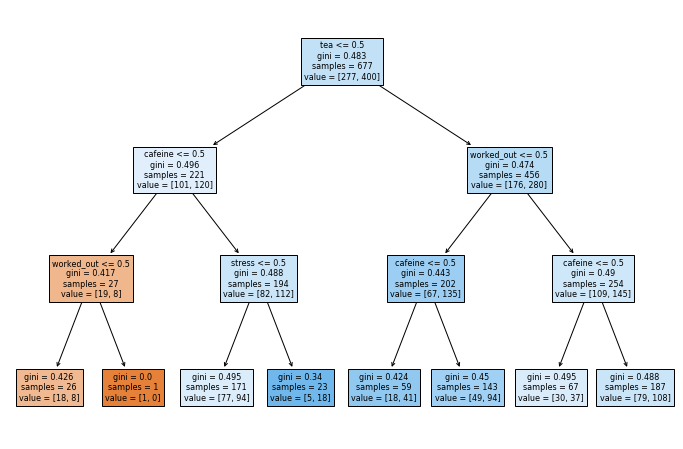 tea <= 0.5
gini = 0.483
samples = 677
value = [277, 400]
cafeine <= 0.5
gini = 0.496
samples = 221
value = [101, 120]
worked_out <= 0.5
gini = 0.474
samples = 456
value = [176, 280]
worked_out <= 0.5
gini = 0.417
samples = 27
value = [19, 8]
stress <= 0.5
gini = 0.488
samples = 194
value = [82, 112]
cafeine <= 0.5
gini = 0.443
samples = 202
value = [67, 135]
cafeine <= 0.5
gini = 0.49
samples = 254
value = [109, 145]
gini = 0.426
samples = 26
value = [18, 8]
gini = 0.0
samples = 1
value = [1, 0]
gini = 0.495
samples = 171
value = [77, 94]
gini = 0.34
samples = 23
value = [5, 18]
gini = 0.424
samples = 59
value = [18, 41]
gini = 0.45
samples = 143
value = [49, 94]
gini = 0.495
samples = 67
value = [30, 37]
gini = 0.488
samples = 187
value = [79, 108]